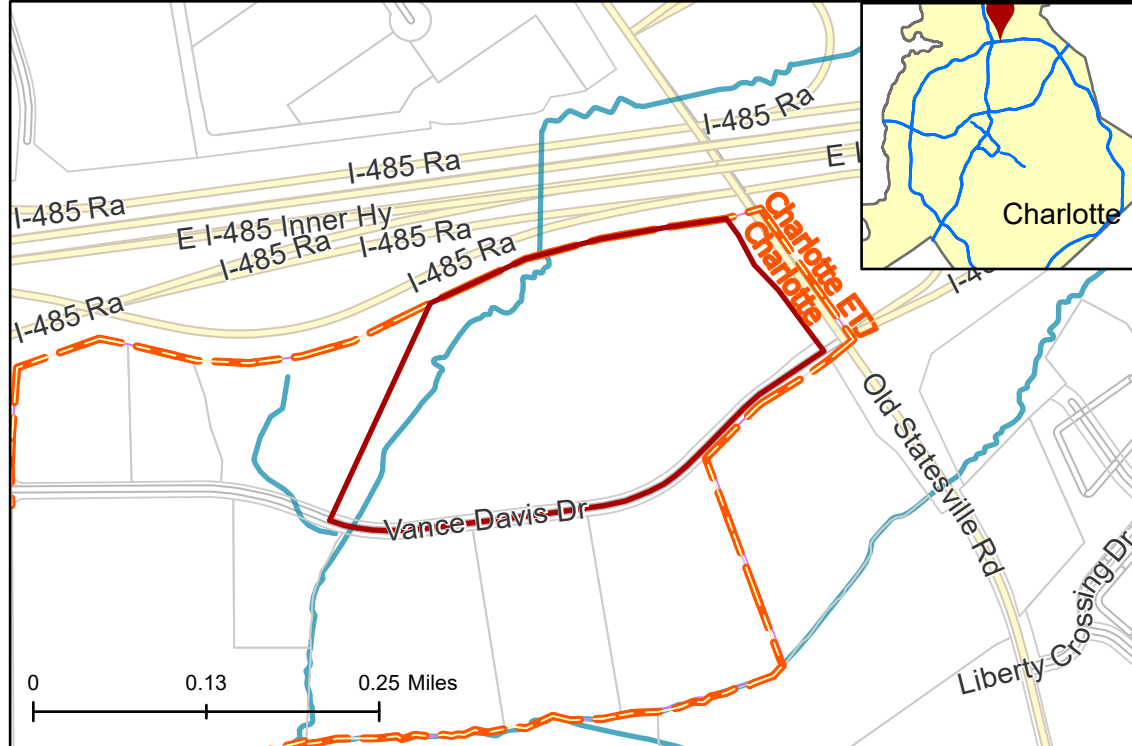 I-485 Ra
I-485 Ra
E I
I-485 Ra
E I-485 Inner Hy
I-485 Ra
I-485 Ra
I-485 Ra
I-485 Ra
Charlotte ETJ
Charlotte
Charlotte
Vance Davis Dr
Old Statesville Rd
Liberty Crossing Dr
0 0.13 0.25 Miles